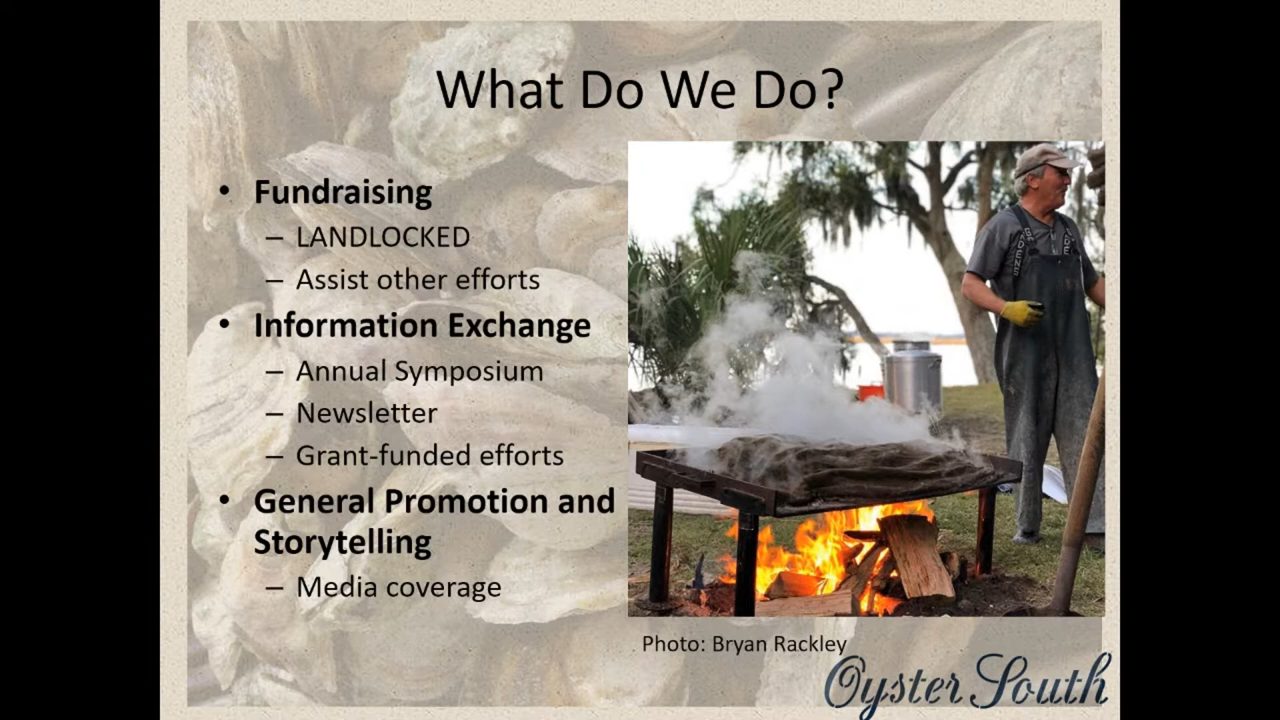 What Do We Do?
• Fundraising
– LANDLOCKED
– Assist other efforts
• Information Exchange
– Annual Symposium
– Newsletter
– Grant-funded efforts
• General Promotion and
Storytelling
– Media coverage
GRUNDENS
Photo: Bryan Rackley
Oyster South